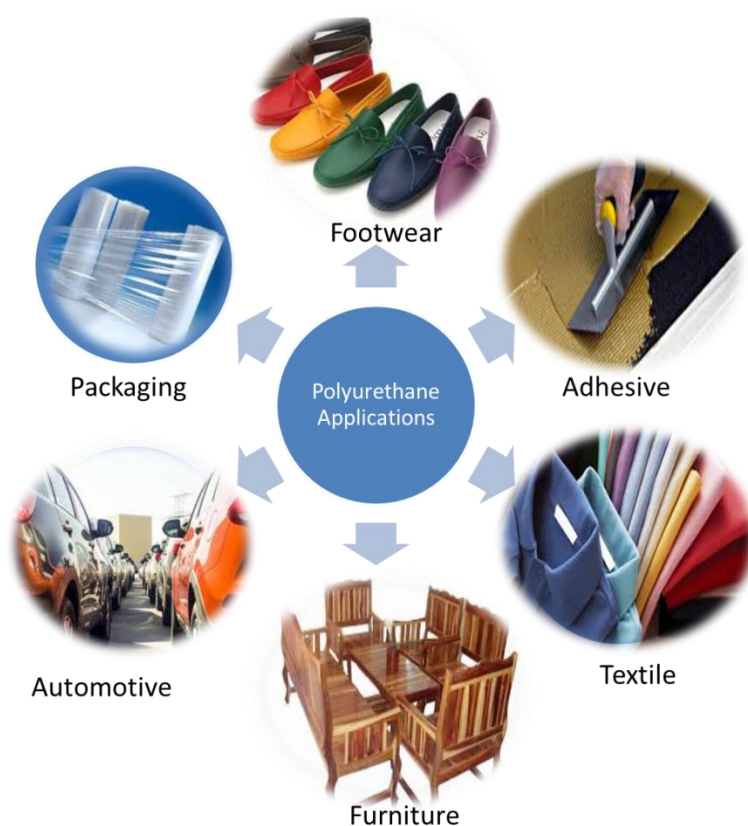 Footwear
Packaging
Adhesive
Polyurethane
Applications
Automotive
Textile
Furniture